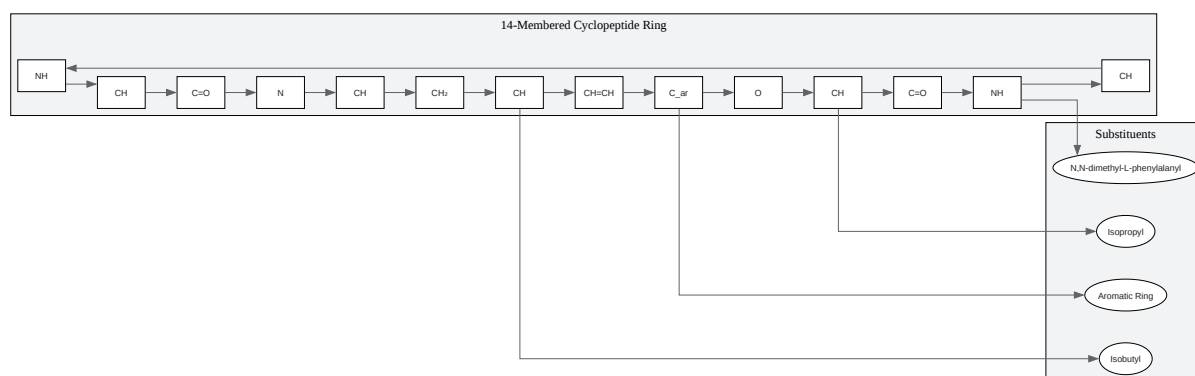 14-Membered Cyclopeptide Ring
NH
CH
C=O
N
CH
CH₂
CH
CH=CH
C_ar
O
CH
C=O
NH
CH
Substituents
N,N-dimethyl-L-phenylalanyl
Isopropyl
Aromatic Ring
Isobutyl